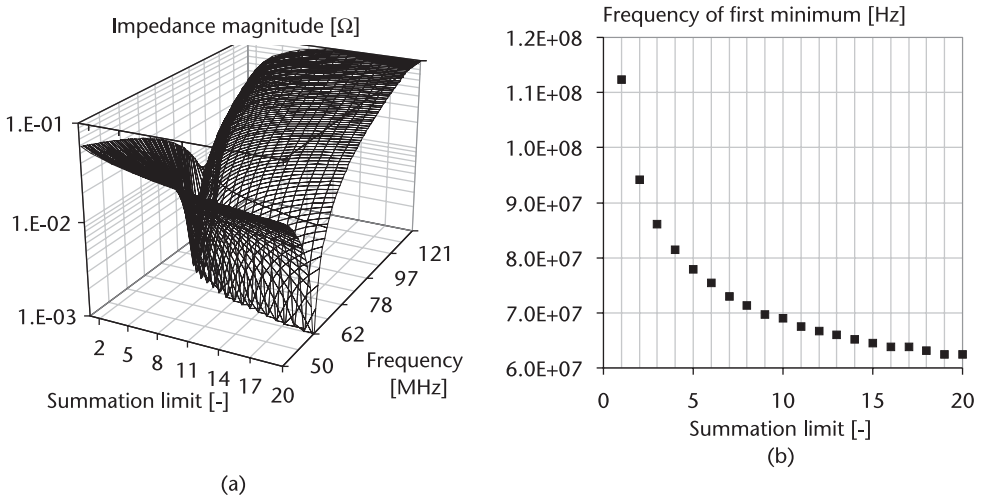 Impedance magnitude [Ω]
1.E-01
1.E-02
1.E-03
2 5 8 11 14 17 20
Summation limit [-]
50 62 78 97 121
Frequency
[MHz]
(a)
Frequency of first minimum [Hz]
1.2E+08
1.1E+08
1.0E+08
9.0E+07
8.0E+07
7.0E+07
6.0E+07
0 5 10 15 20
Summation limit [-]
(b)